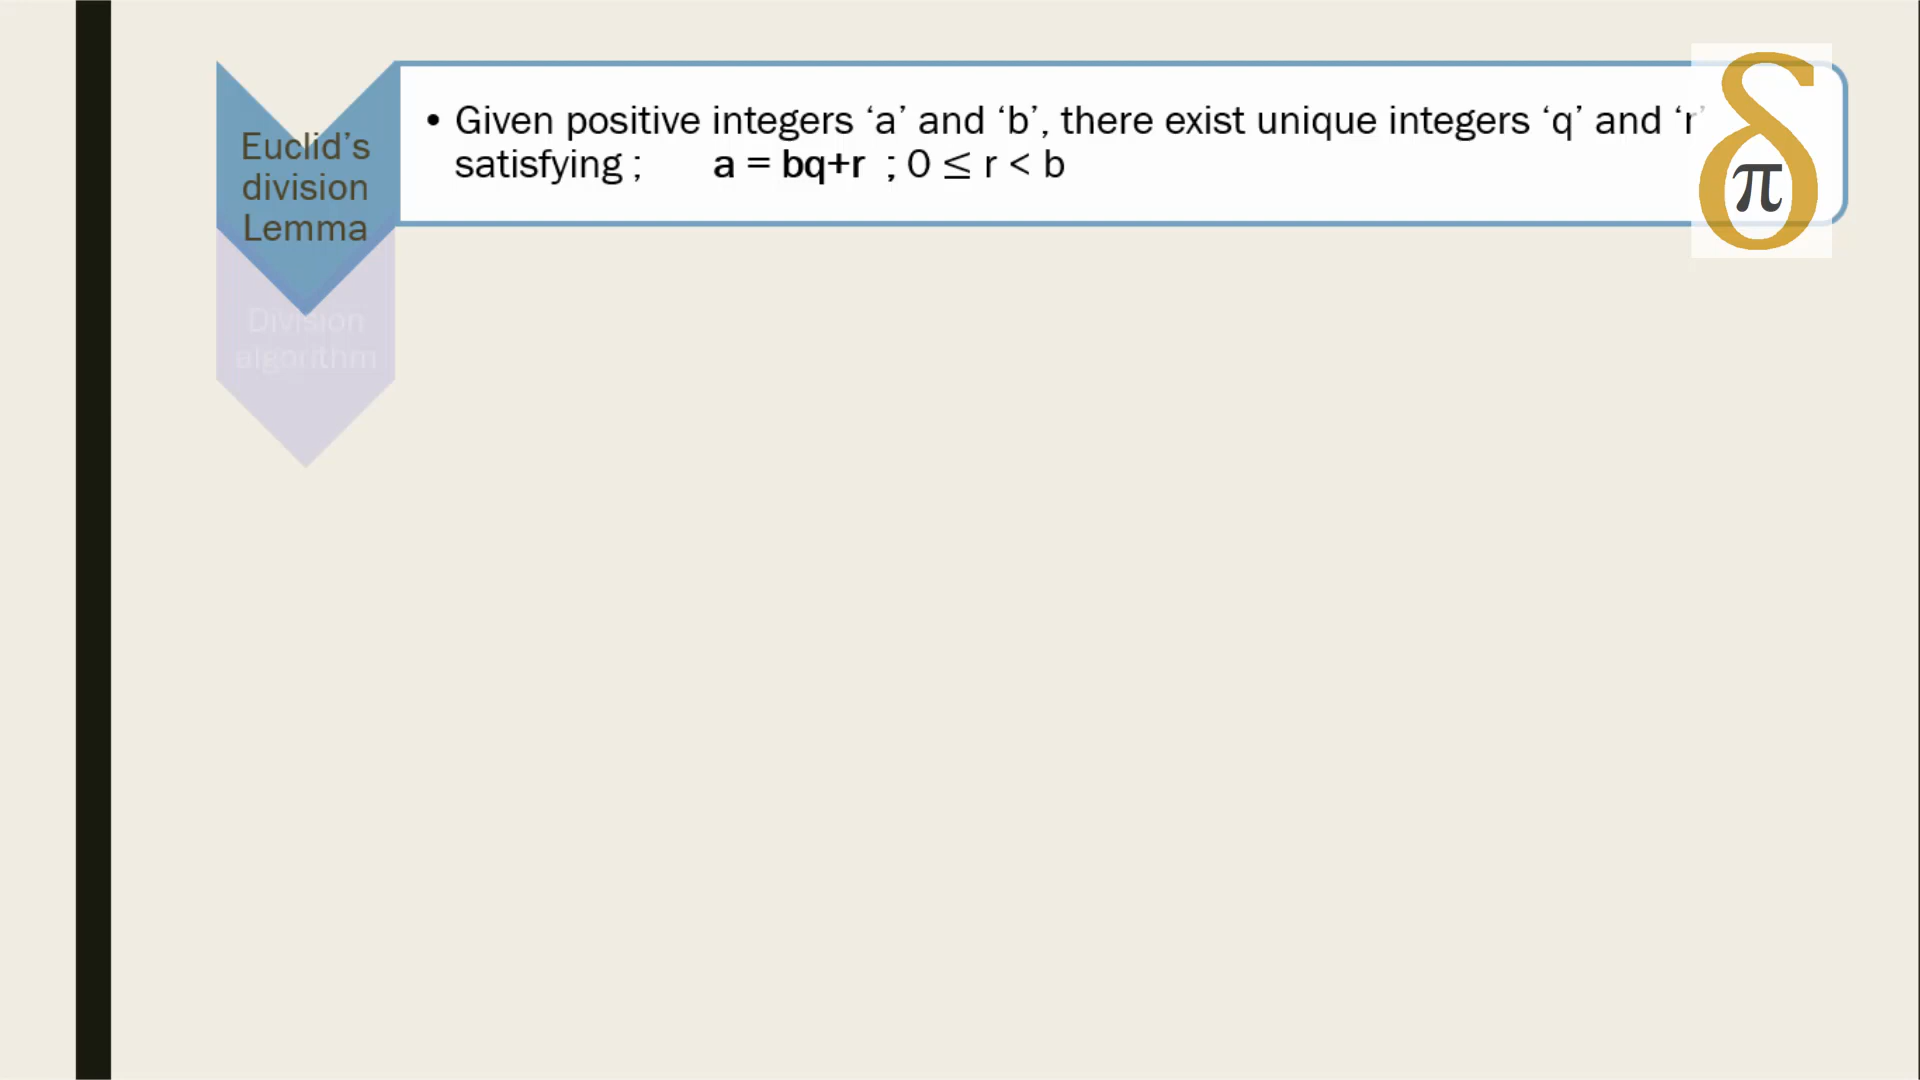 Euclid’s
division
Lemma
• Given positive integers ‘a’ and ‘b’, there exist unique integers ‘q’ and ‘r’
satisfying ; a = bq+r ; 0 ≤ r < b
δ
π
Division
algorithm